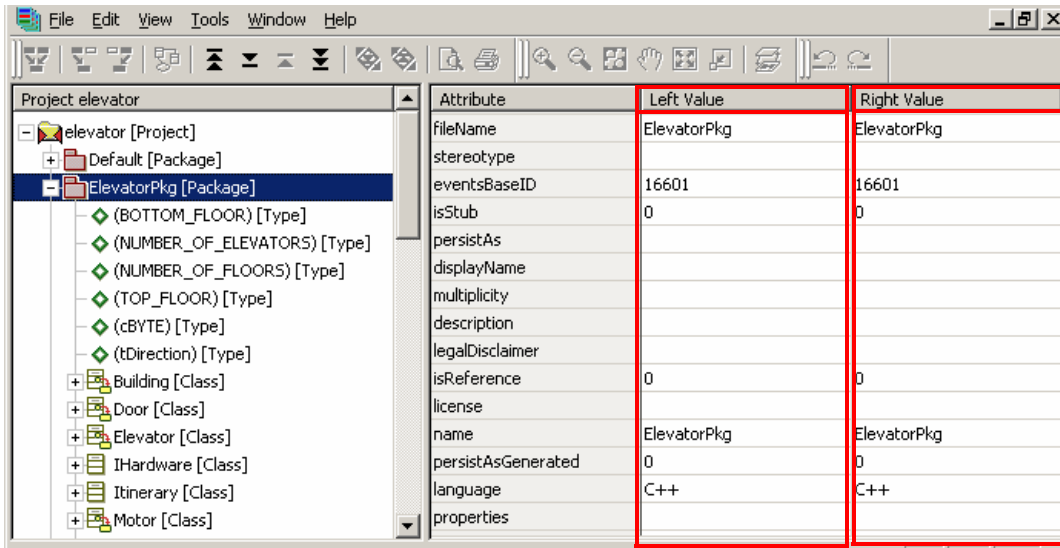 File Edit View Tools Window Help
Project elevator
elevator [Project]
Default [Package]
ElevatorPkg [Package]
(BOTTOM_FLOOR) [Type]
(NUMBER_OF_ELEVATORS) [Type]
(NUMBER_OF_FLOORS) [Type]
(TOP_FLOOR) [Type]
(cBYTE) [Type]
(tDirection) [Type]
Building [Class]
Door [Class]
Elevator [Class]
IHardware [Class]
Itinerary [Class]
Motor [Class]
Attribute Left Value Right Value
fileName ElevatorPkg ElevatorPkg
stereotype
eventsBaseID 16601 16601
isStub 0 0
persistAs
displayName
multiplicity
description
legalDisclaimer
isReference 0 0
license
name ElevatorPkg ElevatorPkg
persistAsGenerated 0 0
language C++ C++
properties